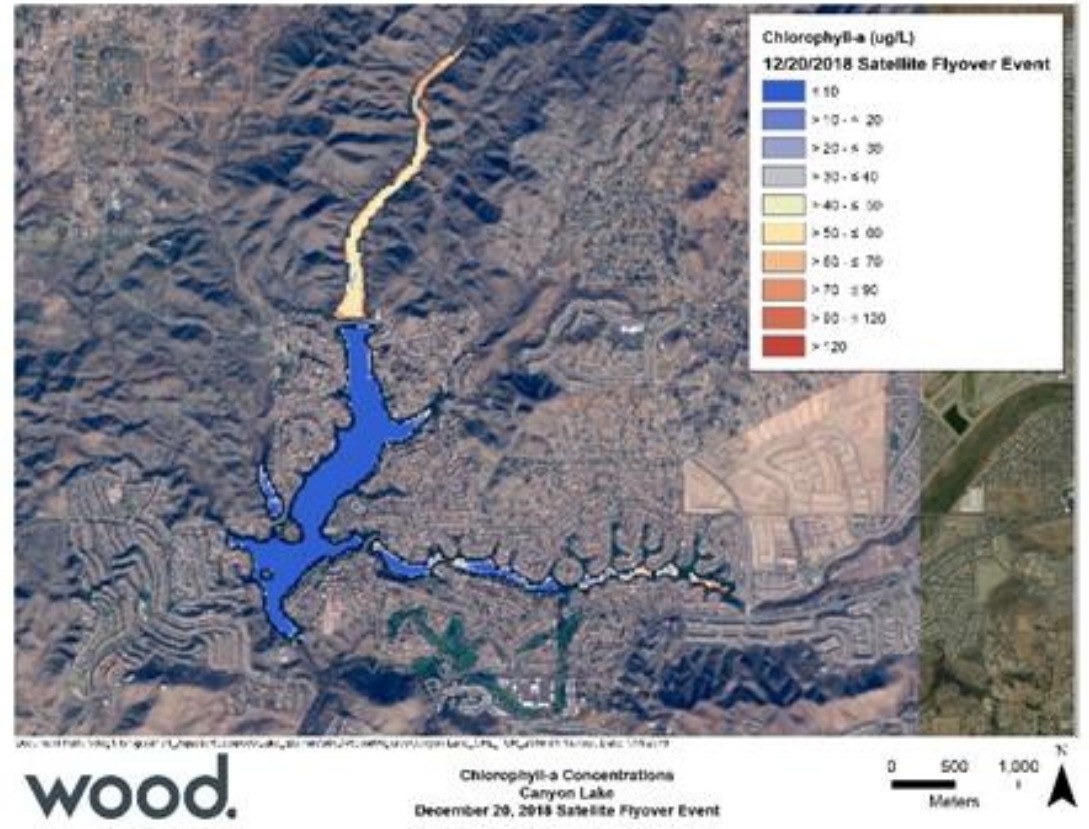 Chlorophyll-a (ug/L)
12/20/2018 Satellite Flyover Event
≤ 10
> 10 - ≤ 20
> 20 - ≤ 30
> 30 - ≤ 40
> 40 - ≤ 50
> 50 - ≤ 60
> 60 - ≤ 70
> 70 ≤ 90
> 90 - ≤ 120
> 120
N
wood.
Chlorophyll-a Concentrations
Canyon Lake
December 20, 2018 Satellite Flyover Event
0 500 1,000
Meters